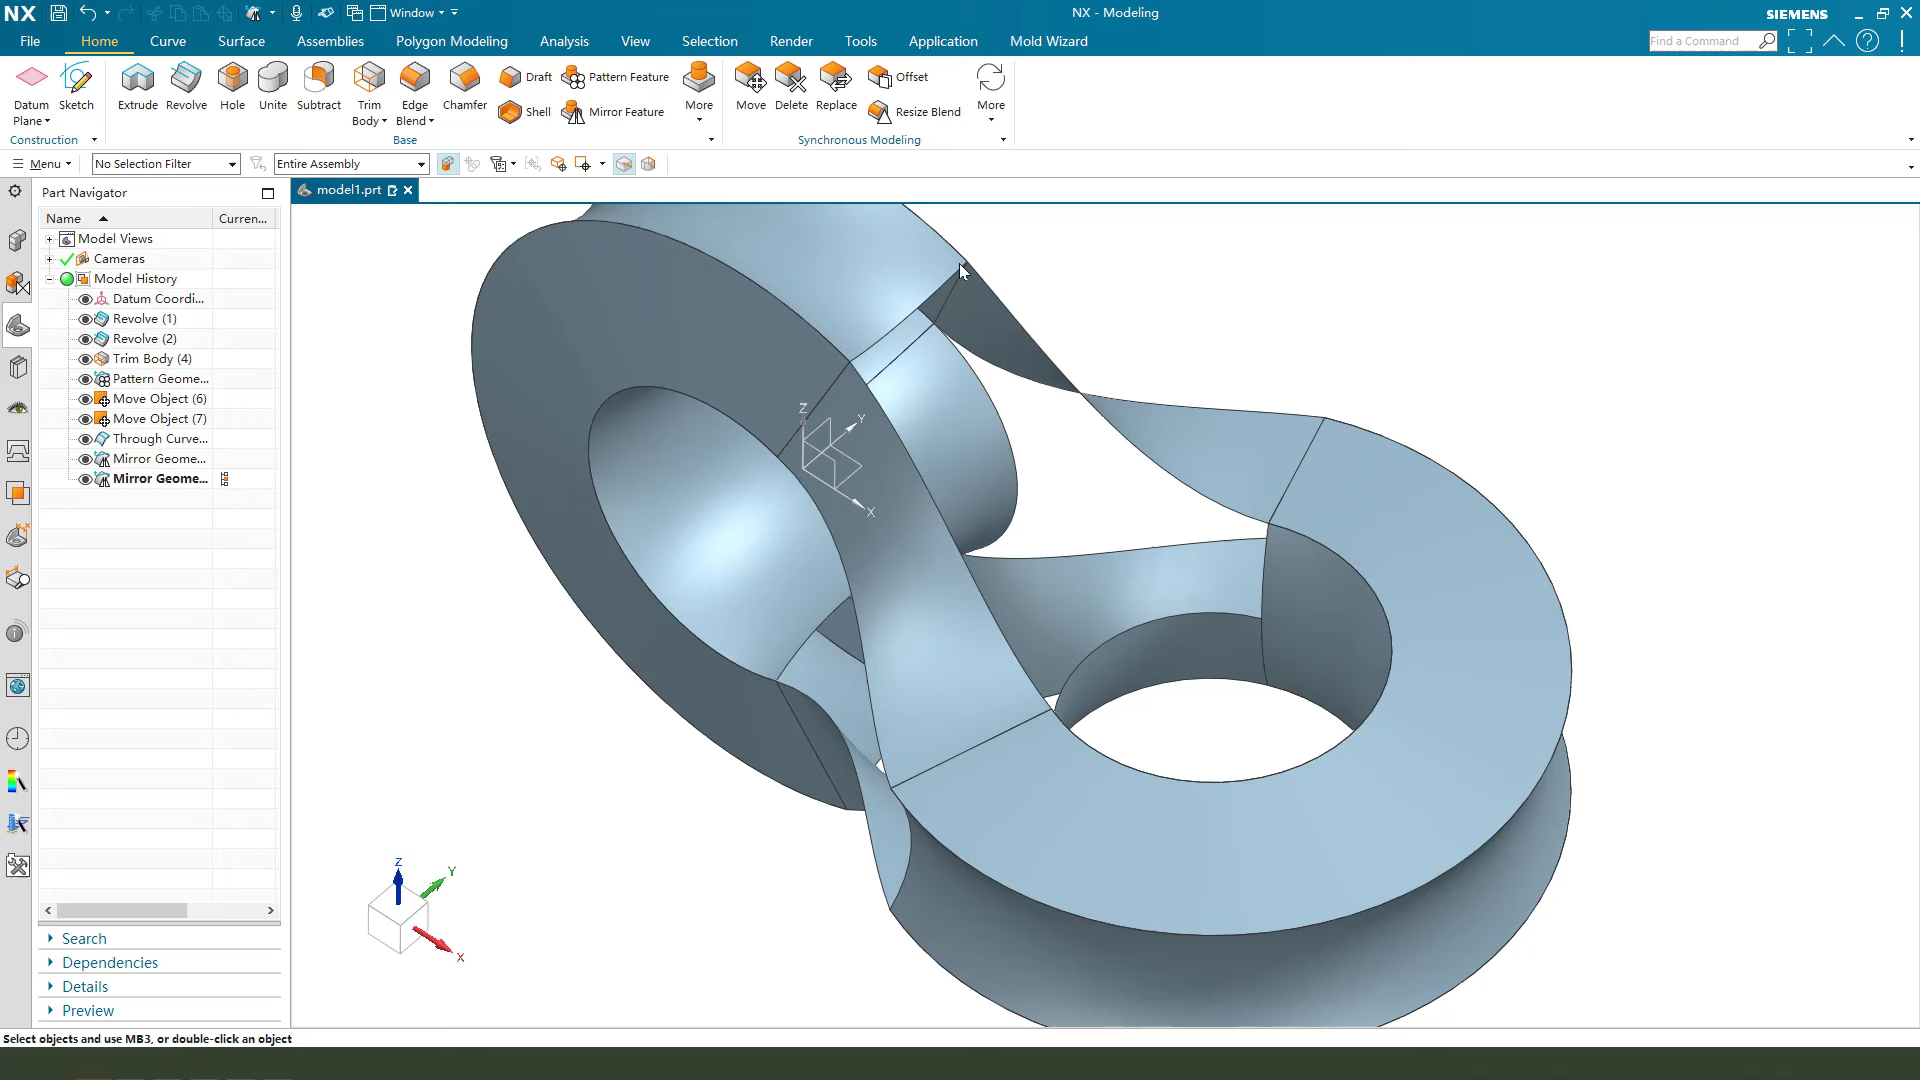 NX
Window
NX - Modeling
SIEMENS
File
Home
Curve
Surface
Assemblies
Polygon Modeling
Analysis
View
Selection
Render
Tools
Application
Mold Wizard
Find a Command
Datum
Plane
Sketch
Extrude
Revolve
Hole
Unite
Subtract
Trim
Body
Edge
Blend
Chamfer
Draft
Shell
Pattern Feature
Mirror Feature
More
Move
Delete
Replace
Offset
Resize Blend
More
Construction
Base
Synchronous Modeling
Menu
No Selection Filter
Entire Assembly
Part Navigator
model1.prt
Name
Curren...
Model Views
Cameras
Model History
Datum Coordi...
Revolve (1)
Revolve (2)
Trim Body (4)
Pattern Geome...
Move Object (6)
Move Object (7)
Through Curve...
Mirror Geome...
Mirror Geome...
Search
Dependencies
Details
Preview
Z
Y
X
Z
Y
X
Select objects and use MB3, or double-click an object